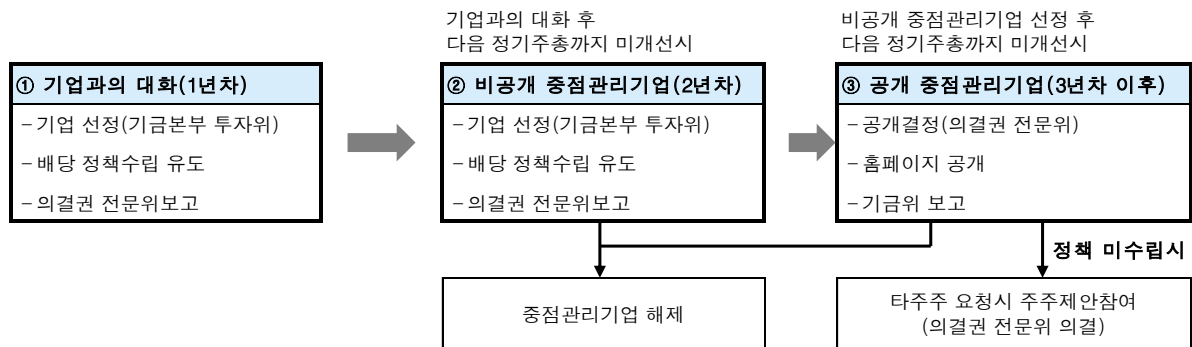 기업과의 대화 후
다음 정기주총까지 미개선시
비공개 중점관리기업 선정 후
다음 정기주총까지 미개선시
① 기업과의 대화(1년차)
-기업 선정(기금본부 투자위)
-배당 정책수립 유도
-의결권 전문위보고
② 비공개 중점관리기업(2년차)
-기업 선정(기금본부 투자위)
-배당 정책수립 유도
-의결권 전문위보고
③ 공개 중점관리기업(3년차 이후)
-공개결정(의결권 전문위)
-홈페이지 공개
-기금위 보고
정책 미수립시
중점관리기업 해제
타주주 요청시 주주제안참여
(의결권 전문위 의결)